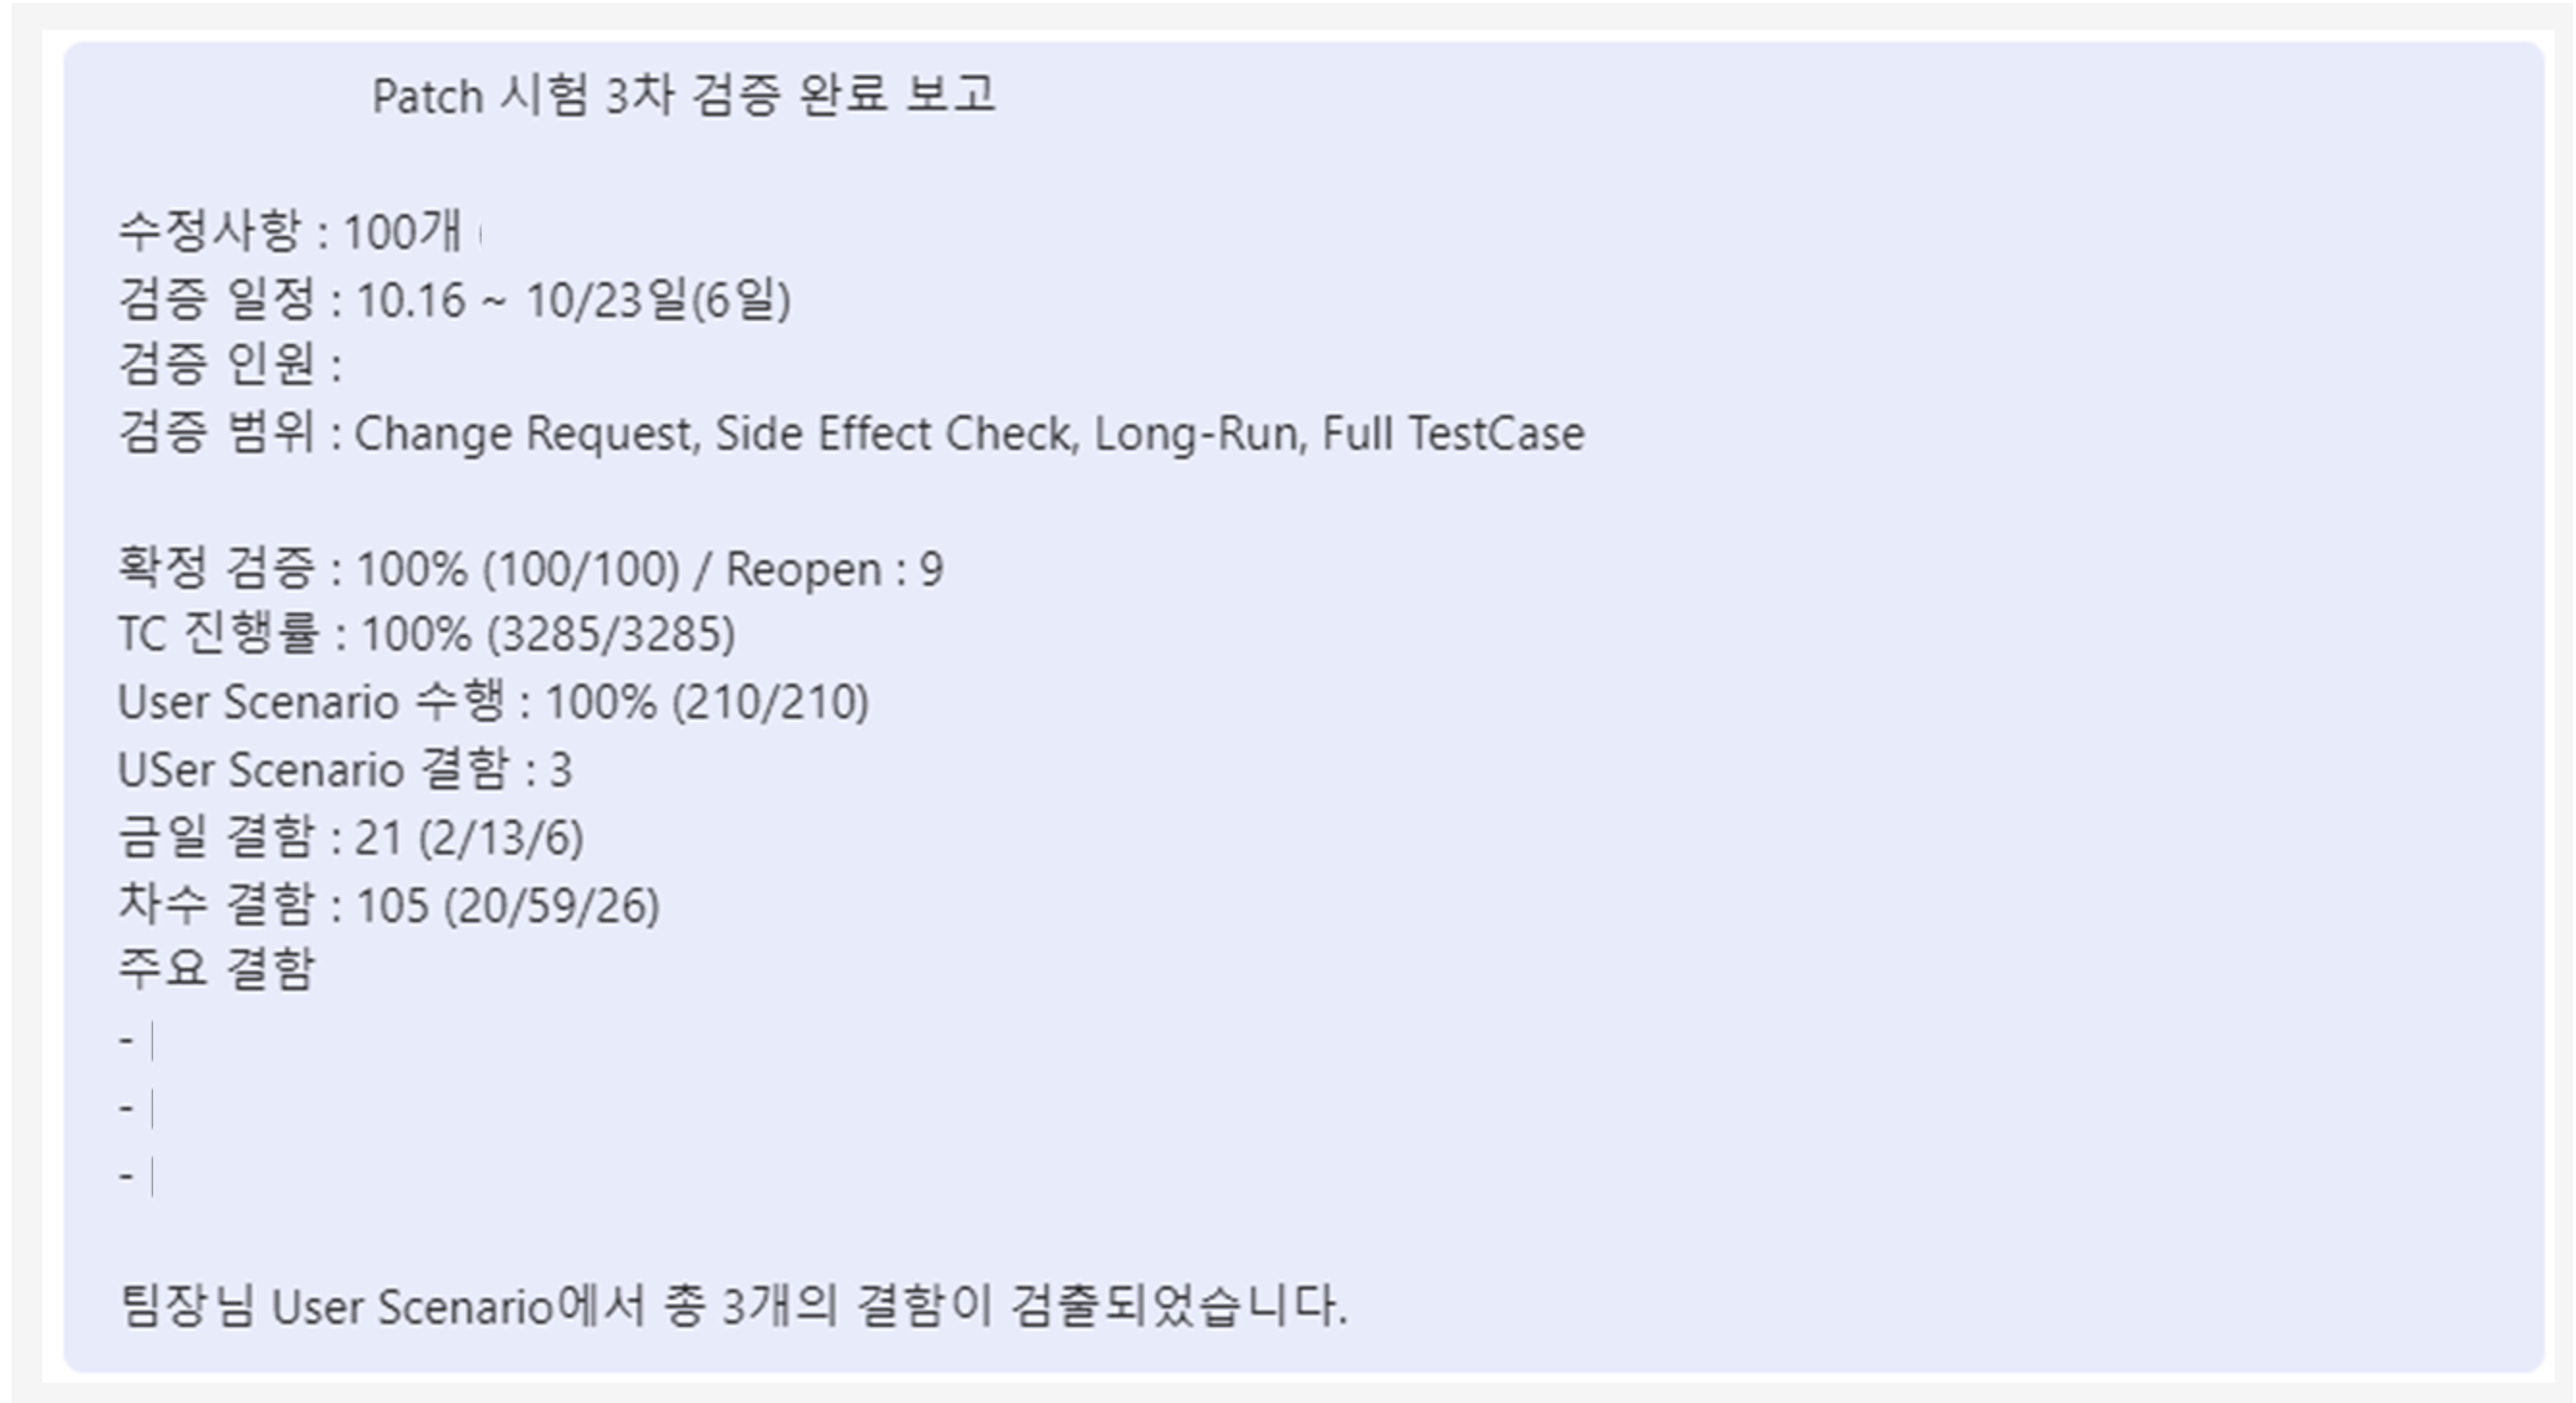 Patch 시험 3차 검증 완료 보고
수정사항 : 100개
검증 일정 : 10.16 ~ 10/23일(6일)
검증 인원 :
검증 범위 : Change Request, Side Effect Check, Long-Run, Full TestCase
확정 검증 : 100% (100/100) / Reopen : 9
TC 진행률 : 100% (3285/3285)
User Scenario 수행 : 100% (210/210)
USer Scenario 결함 : 3
금일 결함 : 21 (2/13/6)
차수 결함 : 105 (20/59/26)
주요 결함
-
-
-
팀장님 User Scenario에서 총 3개의 결함이 검출되었습니다.